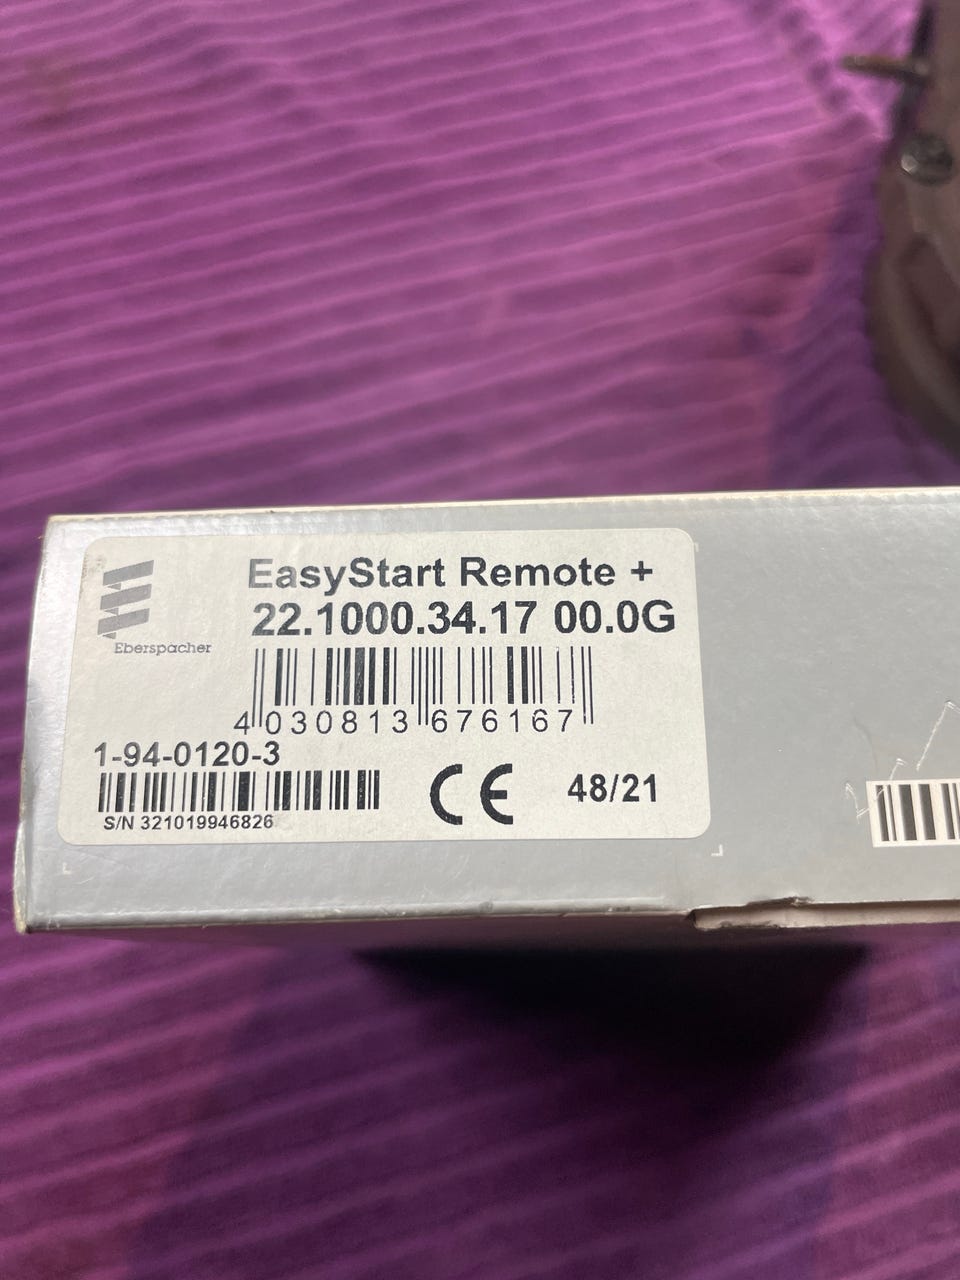 EasyStart Remote +
22.1000.34.17 00.0G
Eberspacher
4 030813 676167
1-94-0120-3
CE 48/21
S/N 321019946826